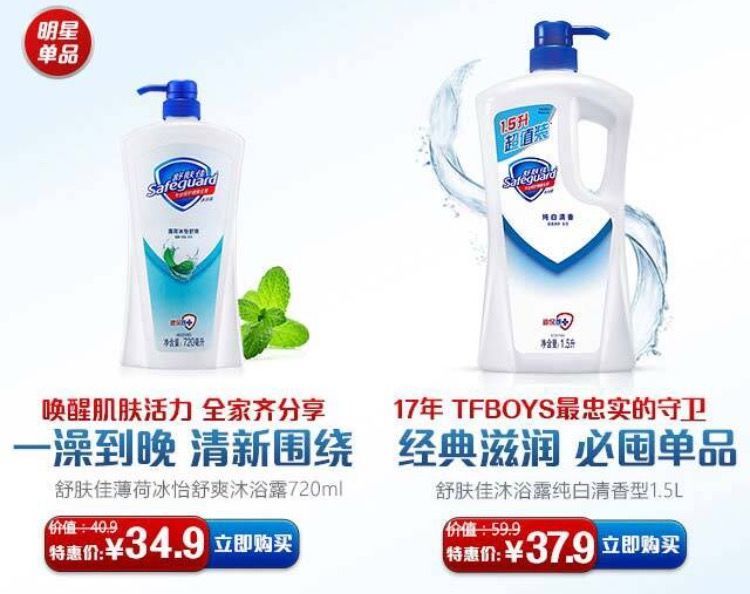 明星
单品
舒肤佳
Safeguard
薄荷冰怡舒爽
净含量：720毫升
1.5升
超值装
舒肤佳
Safeguard
纯白清香
净含量：1.5升
唤醒肌肤活力 全家齐分享
一澡到晚 清新围绕
舒肤佳薄荷冰怡舒爽沐浴露720ml
价值：40.9
特惠价：¥34.9
立即购买
17年 TFBOYS最忠实的守卫
经典滋润 必囤单品
舒肤佳沐浴露纯白清香型1.5L
价值：59.9
特惠价：¥37.9
立即购买